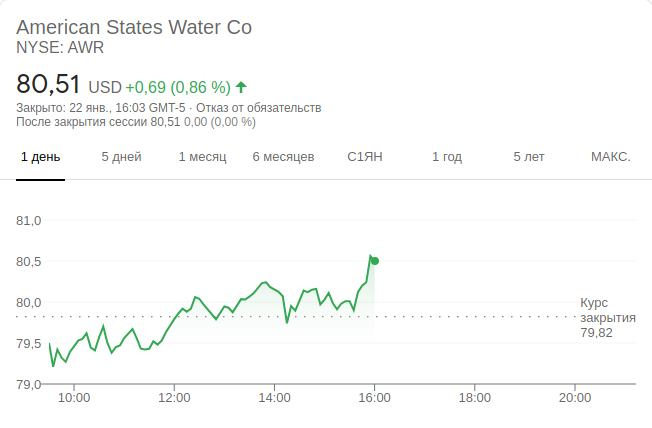 American States Water Co
NYSE: AWR
80,51 USD +0,69 (0,86 %)
Закрыто: 22 янв., 16:03 GMT-5 · Отказ от обязательств
После закрытия сессии 80,51 0,00 (0,00 %)
1 день 5 дней 1 месяц 6 месяцев С1ЯН 1 год 5 лет МАКС.
81,0
80,5
80,0
Курс
закрытия
79,82
79,5
79,0
10:00 12:00 14:00 16:00 18:00 20:00